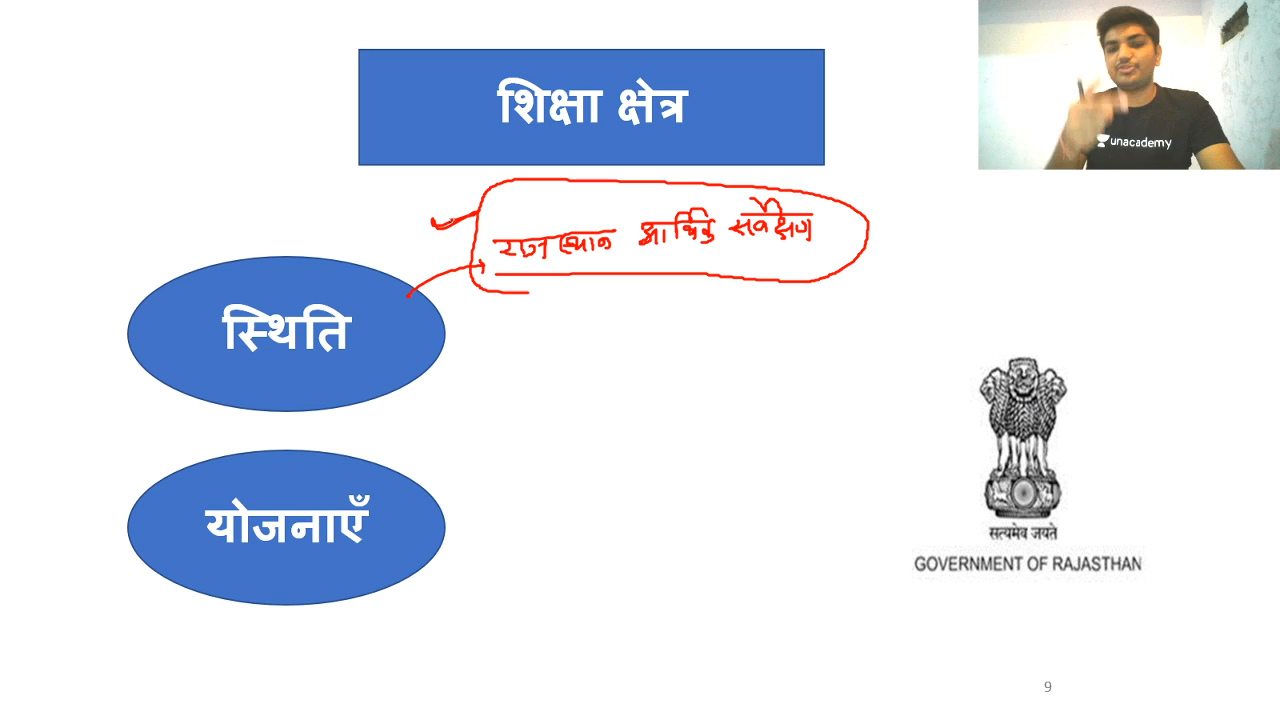 शिक्षा क्षेत्र
unacademy
राजस्थान आर्थिक सर्वेक्षण
स्थिति
योजनाएँ
सत्यमेव जयते
GOVERNMENT OF RAJASTHAN
9